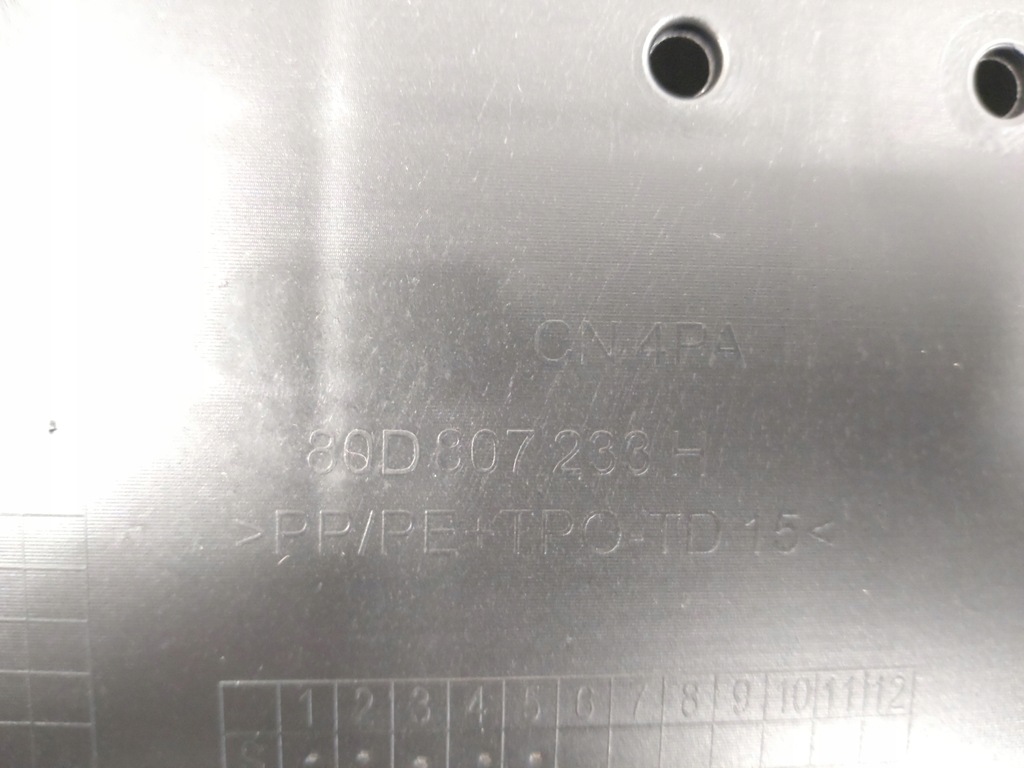 CN 4PA
80D 807 233 H
>PP/PE+TPO-TD 15<
1 2 3 4 5 6 7 8 9 10 11 12
S